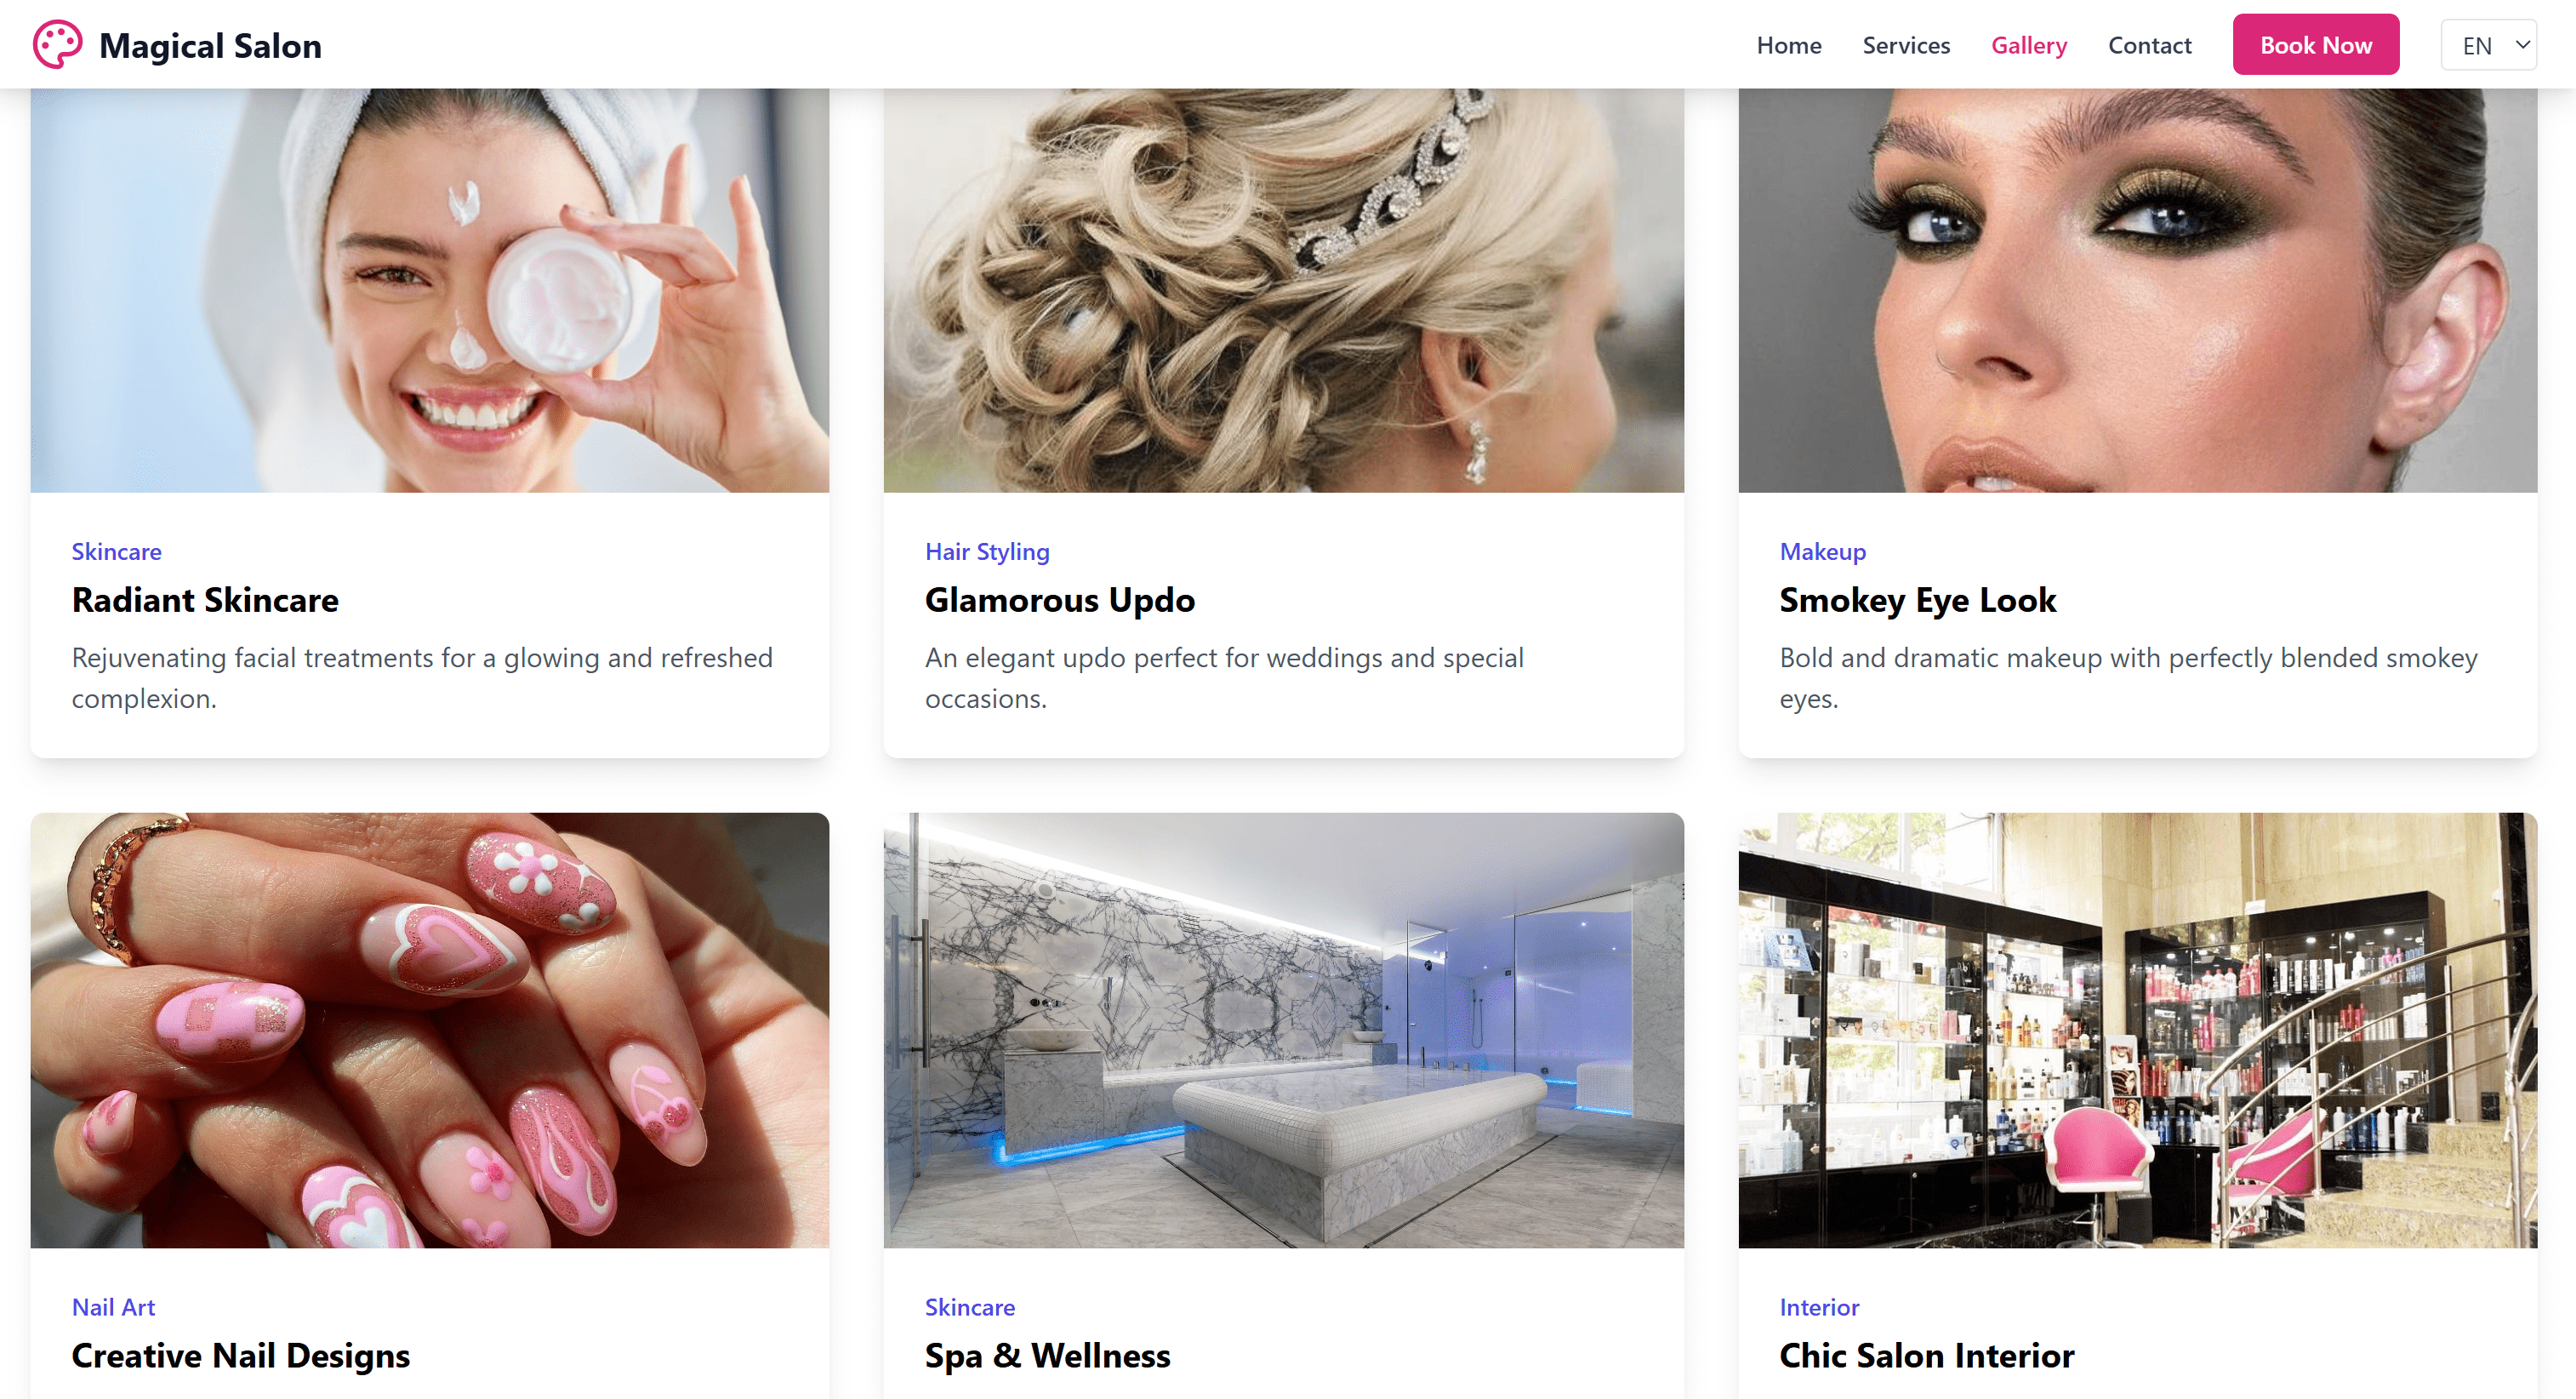 Magical Salon
Home Services Gallery Contact Book Now EN
Skincare
Radiant Skincare
Rejuvenating facial treatments for a glowing and refreshed
complexion.
Hair Styling
Glamorous Updo
An elegant updo perfect for weddings and special
occasions.
Makeup
Smokey Eye Look
Bold and dramatic makeup with perfectly blended smokey
eyes.
Nail Art
Creative Nail Designs
Skincare
Spa & Wellness
Interior
Chic Salon Interior